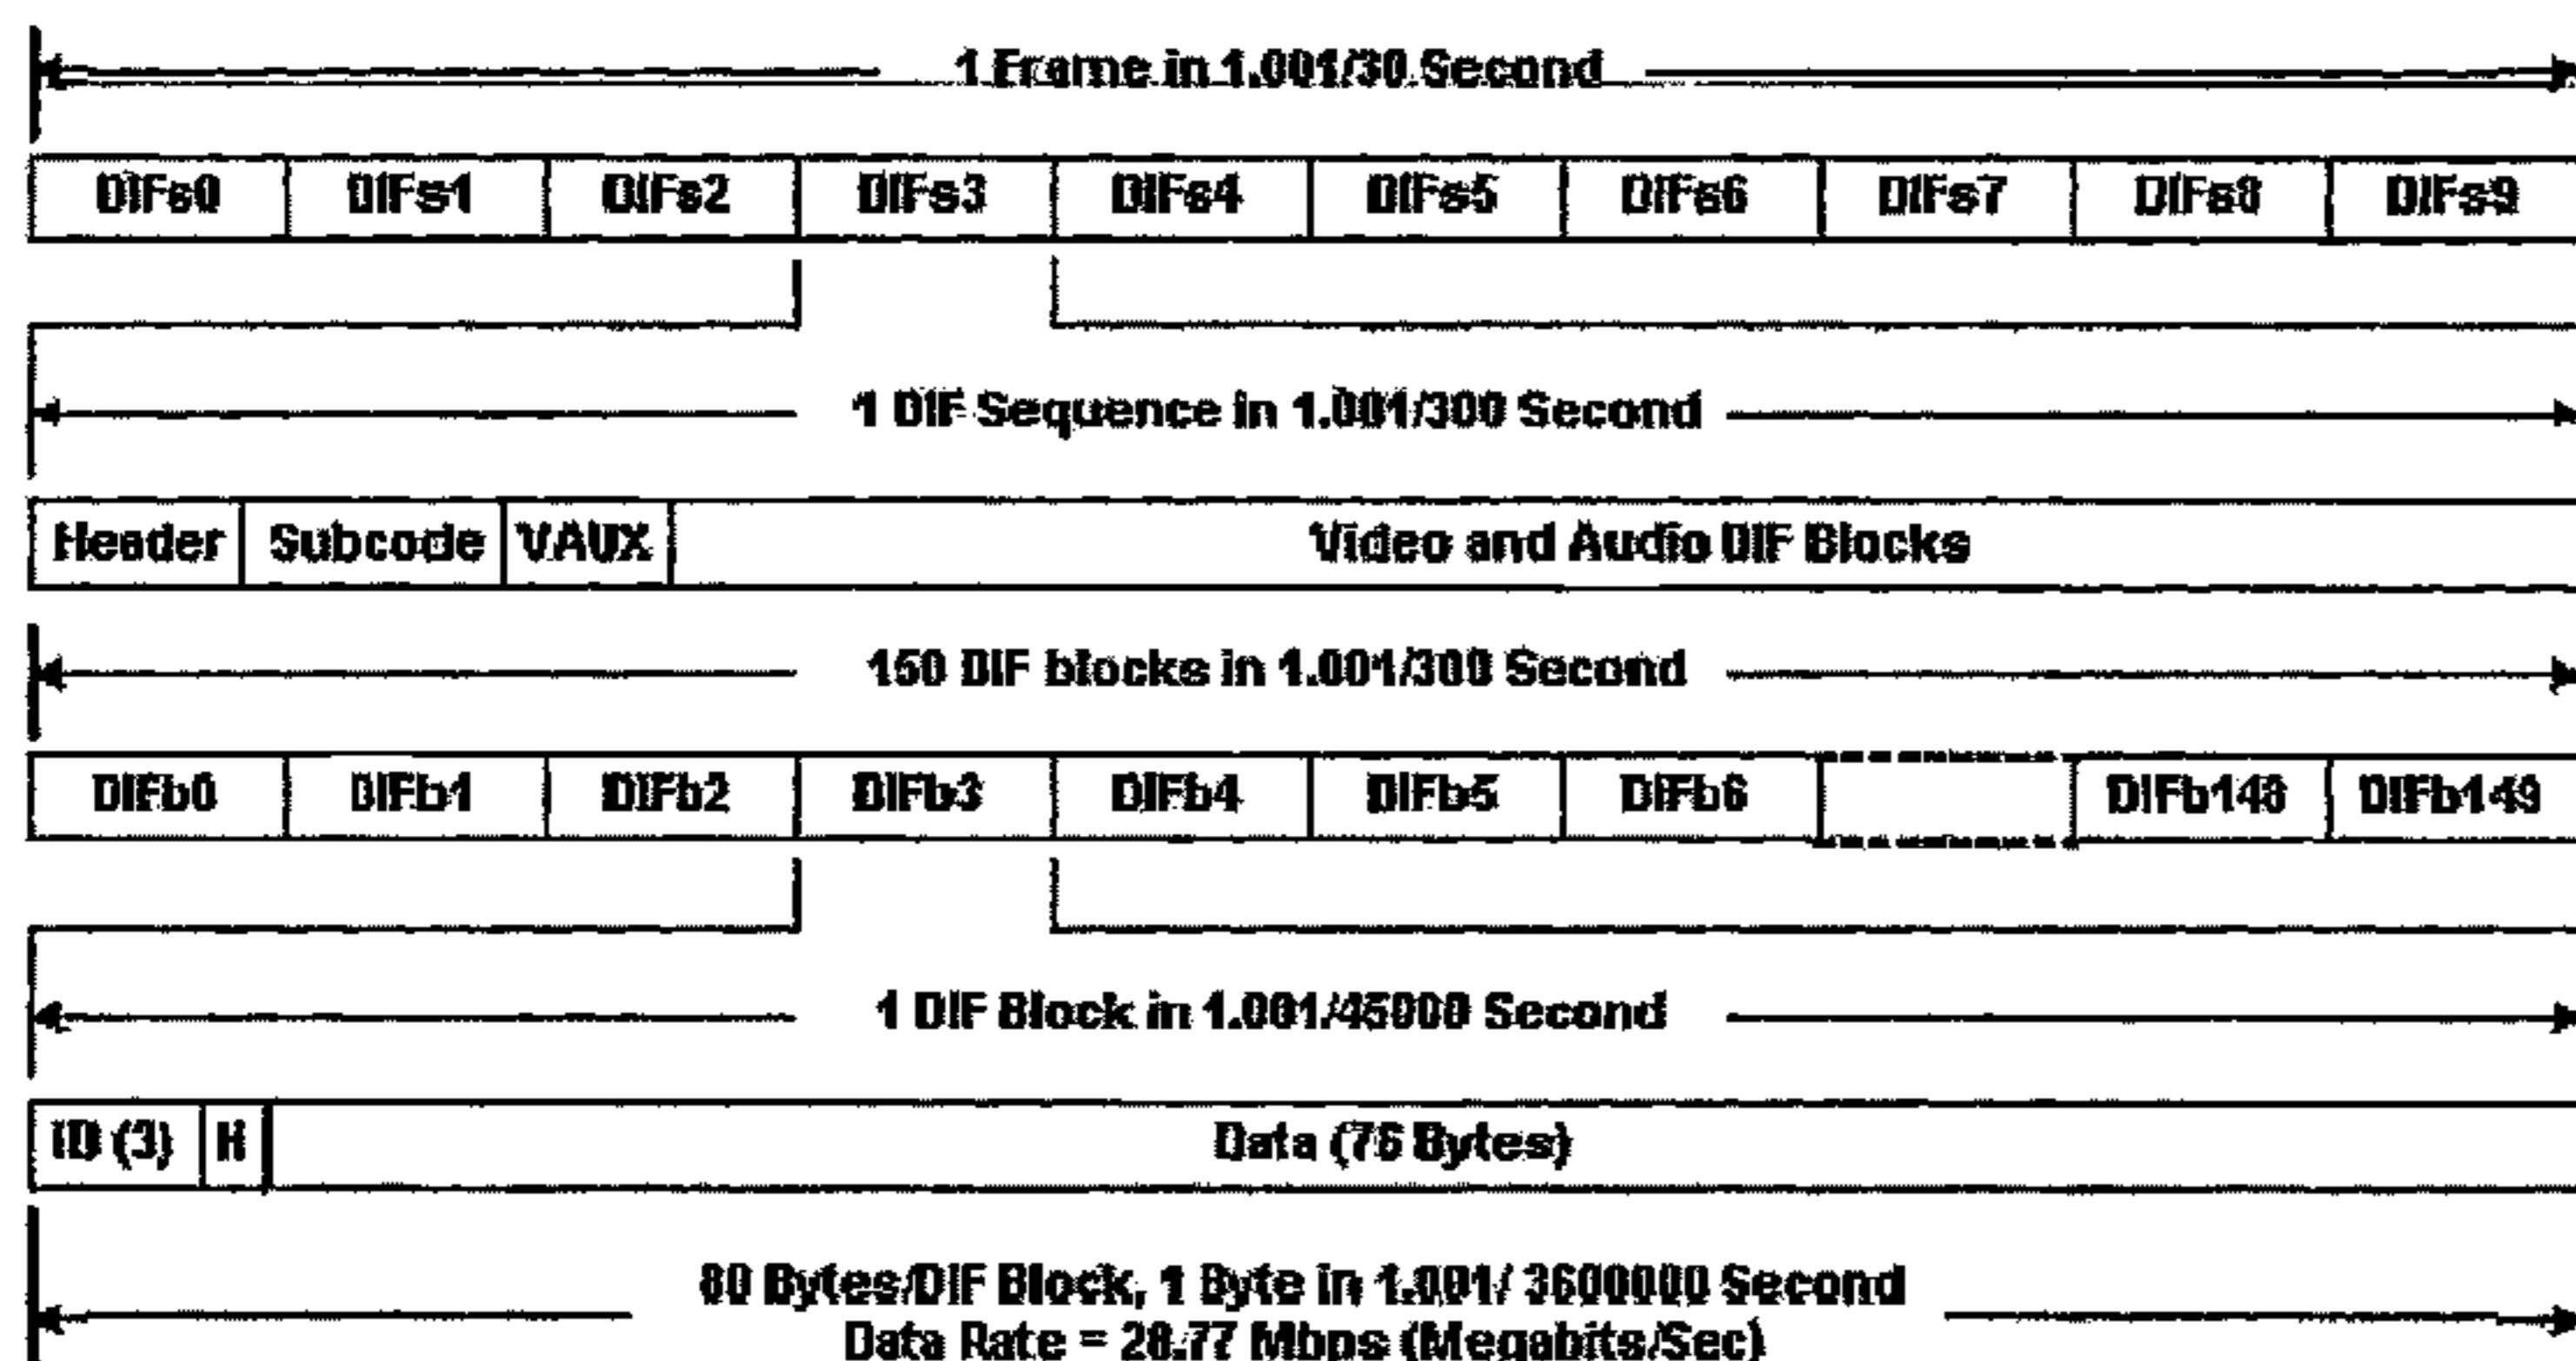 1 Frame in 1.001/30 Second
DIFs0 DIFs1 DIFs2 DIFs3 DIFs4 DIFs5 DIFs6 DIFs7 DIFs8 DIFs9
1 DIF Sequence in 1.001/300 Second
Header Subcode VAUX Video and Audio DIF Blocks
150 DIF blocks in 1.001/300 Second
DIFb0 DIFb1 DIFb2 DIFb3 DIFb4 DIFb5 DIFb6 DIFb148 DIFb149
1 DIF Block in 1.001/45000 Second
ID (3) H Data (76 Bytes)
80 Bytes/DIF Block, 1 Byte in 1.001/ 3600000 Second
Data Rate = 28.77 Mbps (Megabits/Sec)